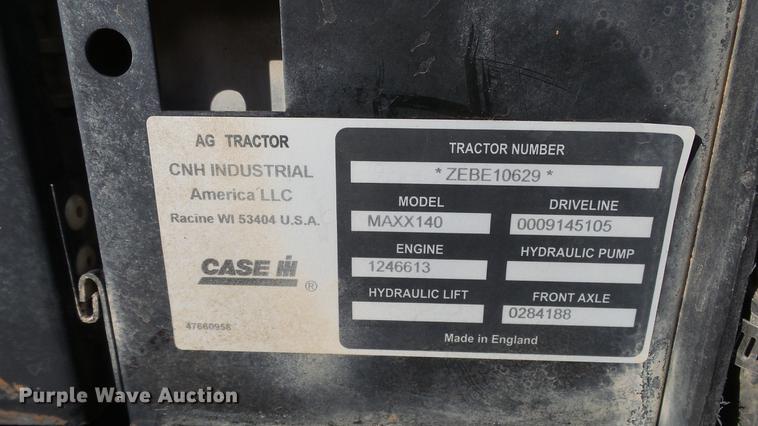 AG TRACTOR
CNH INDUSTRIAL
America LLC
Racine WI 53404 U.S.A.
CASE IH ®
47660958
TRACTOR NUMBER
* ZEBE10629 *
MODEL DRIVELINE
MAXX140 0009145105
ENGINE HYDRAULIC PUMP
1246613
HYDRAULIC LIFT FRONT AXLE
0284188
Made in England
Purple Wave Auction®